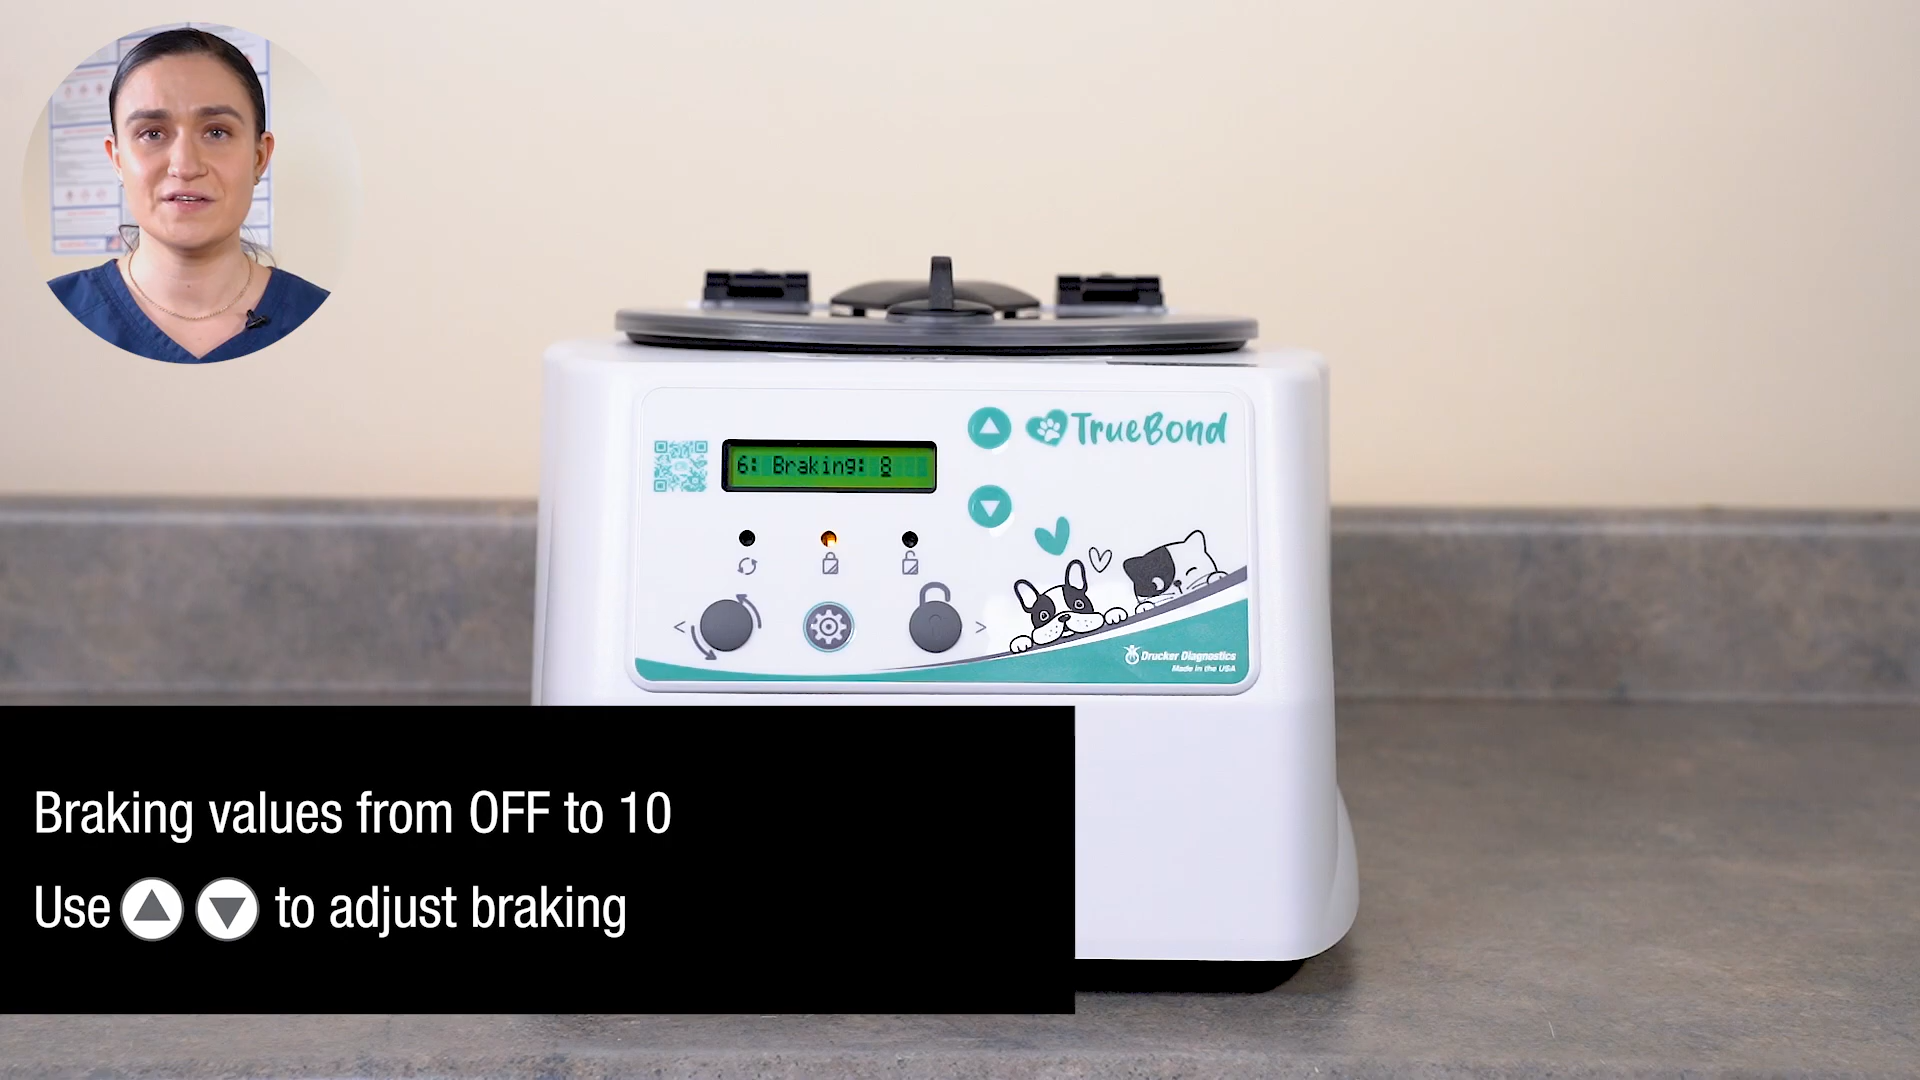 6: Braking: 8
TrueBond
Drucker Diagnostics
Made in the USA
Braking values from OFF to 10
Use to adjust braking